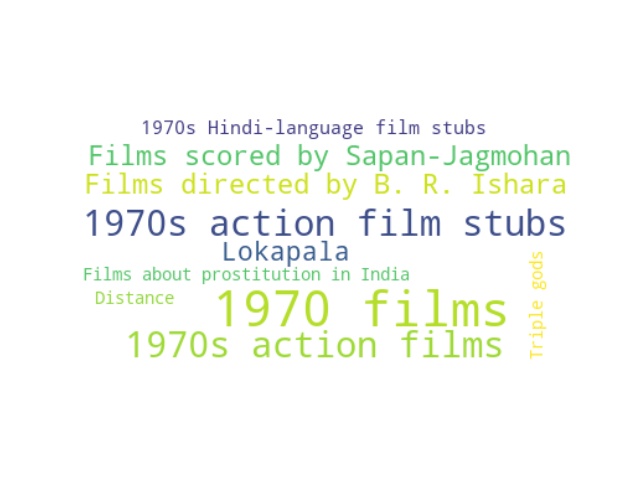 1970s Hindi-language film stubs
Films scored by Sapan-Jagmohan
Films directed by B. R. Ishara
1970s action film stubs
Lokapala
Films about prostitution in India
Distance
1970 films
1970s action films
Triple gods